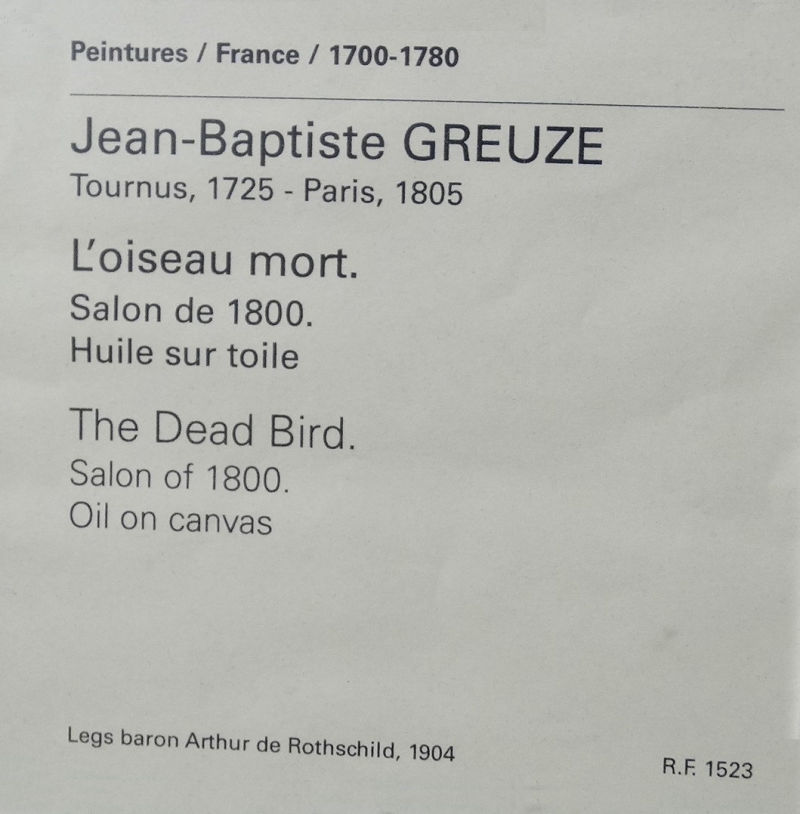 Peintures / France / 1700-1780
Jean-Baptiste GREUZE
Tournus, 1725 - Paris, 1805
L'oiseau mort.
Salon de 1800.
Huile sur toile
The Dead Bird.
Salon of 1800.
Oil on canvas
Legs baron Arthur de Rothschild, 1904
R.F. 1523